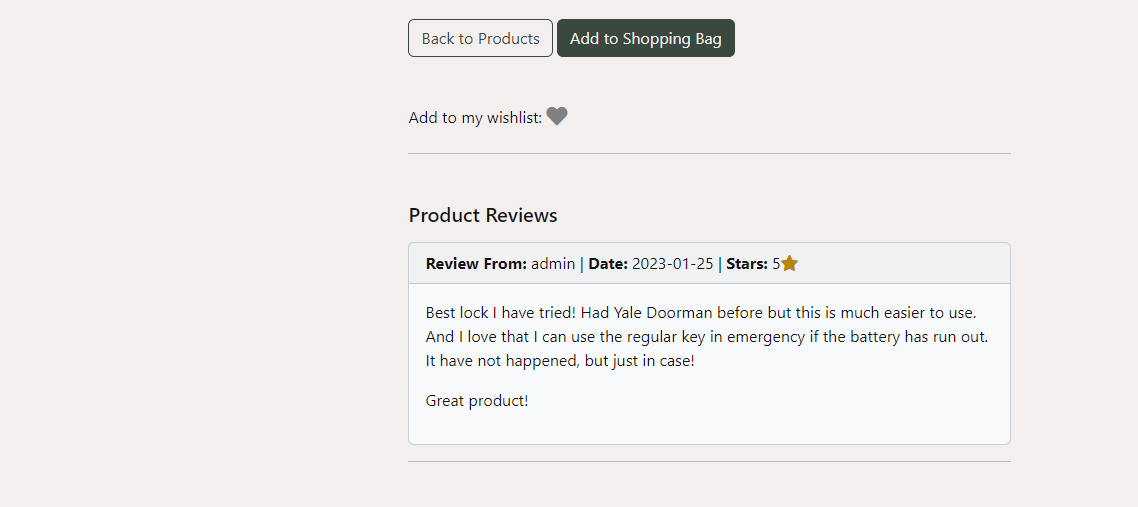 Back to Products Add to Shopping Bag
Add to my wishlist:
Product Reviews
Review From: admin | Date: 2023-01-25 | Stars: 5
Best lock I have tried! Had Yale Doorman before but this is much easier to use.
And I love that I can use the regular key in emergency if the battery has run out.
It have not happened, but just in case!
Great product!